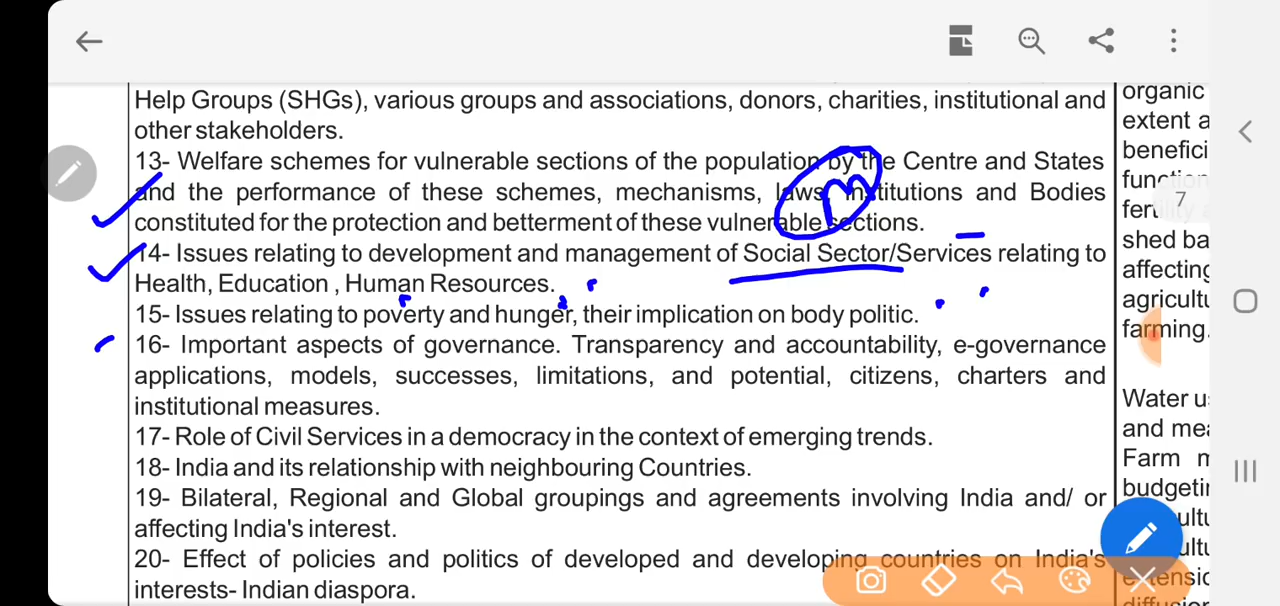 Help Groups (SHGs), various groups and associations, donors, charities, institutional and
other stakeholders.
13- Welfare schemes for vulnerable sections of the population by the Centre and States
and the performance of these schemes, mechanisms, laws, institutions and Bodies
constituted for the protection and betterment of these vulnerable sections.
14- Issues relating to development and management of Social Sector/Services relating to
Health, Education , Human Resources.
15- Issues relating to poverty and hunger, their implication on body politic.
16- Important aspects of governance. Transparency and accountability, e-governance
applications, models, successes, limitations, and potential, citizens, charters and
institutional measures.
17- Role of Civil Services in a democracy in the context of emerging trends.
18- India and its relationship with neighbouring Countries.
19- Bilateral, Regional and Global groupings and agreements involving India and/ or
affecting India's interest.
20- Effect of policies and politics of developed and developing countries on India's
interests- Indian diaspora.
organic
extent a
benefici
7
shed ba
affecting
agricultu
farming.
Water u
and mea
Farm m
budgetin